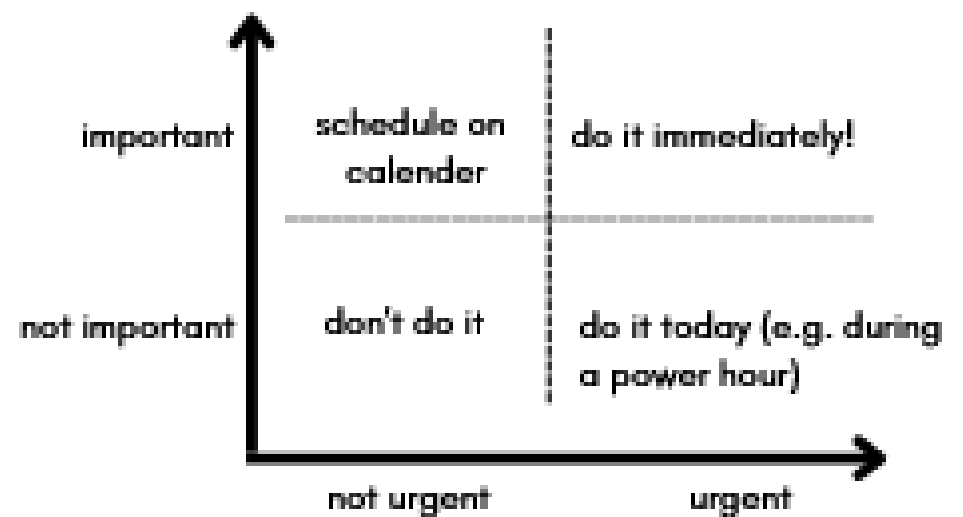 important
schedule on
calender
do it immediately!
not important
don't do it
do it today (e.g. during
a power hour)
not urgent
urgent